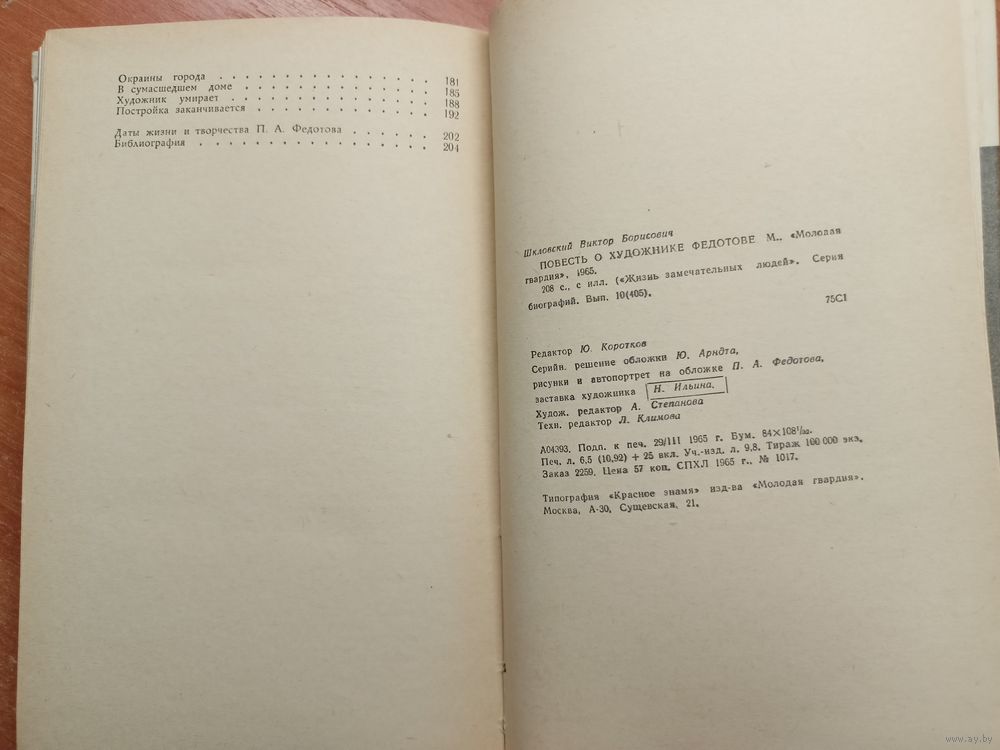 Окраины города . . . . . . . . . . . . . . . . 181
В сумасшедшем доме . . . . . . . . . . . . . . 185
Художник умирает . . . . . . . . . . . . . . . 188
Постройка заканчивается . . . . . . . . . . . . 192
Даты жизни и творчества П. А. Федотова . . . . . . 202
Библиография . . . . . . . . . . . . . . . . . 204
Шкловский Виктор Борисович
ПОВЕСТЬ О ХУДОЖНИКЕ ФЕДОТОВЕ М., «Молодая
гвардия», 1965.
208 с., с илл. («Жизнь замечательных людей». Серия
биографий. Вып. 10(405).
75С1
Редактор Ю. Коротков
Серийн. решение обложки Ю. Арндта,
рисунки и автопортрет на обложке П. А. Федотова,
заставка художника Н. Ильина.
Худож. редактор А. Степанова
Техн. редактор Л. Климова
А04393. Подп. к печ. 29/III 1965 г. Бум. 84×108¹/₃₂.
Печ. л. 6,5 (10,92) + 25 вкл. Уч.-изд. л. 9,8. Тираж 100 000 экз.
Заказ 2259. Цена 57 коп. СПХЛ 1965 г., № 1017.
Типография «Красное знамя» изд-ва «Молодая гвардия».
Москва, А-30, Сущевская, 21.
www.ay.by